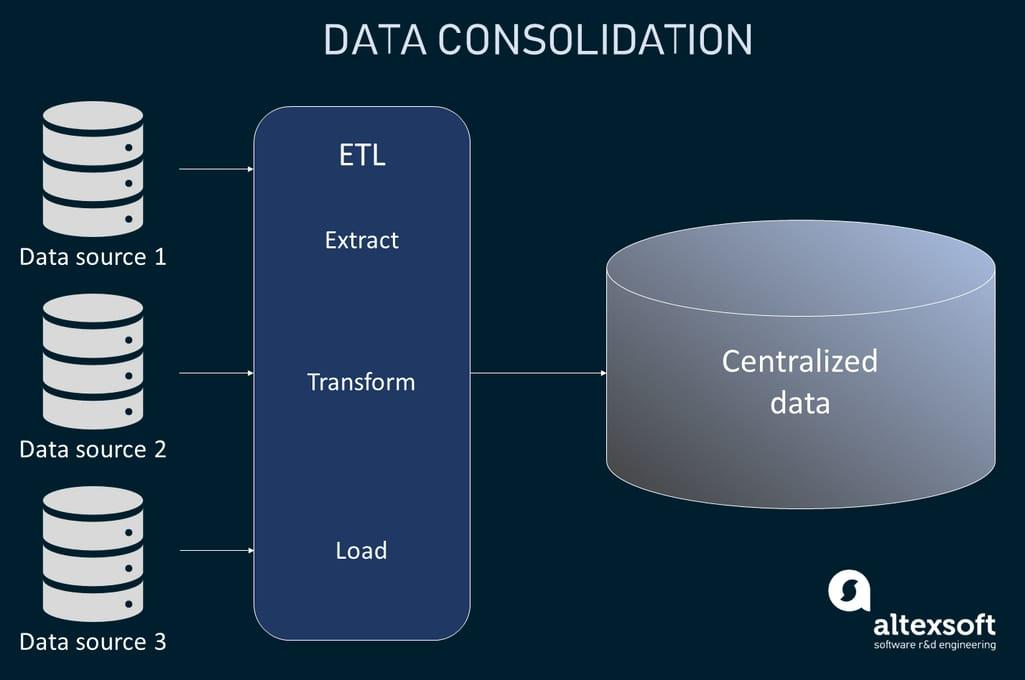 DATA CONSOLIDATION
Data source 1
Data source 2
Data source 3
ETL
Extract
Transform
Load
Centralized
data
altexsoft
software r&d engineering